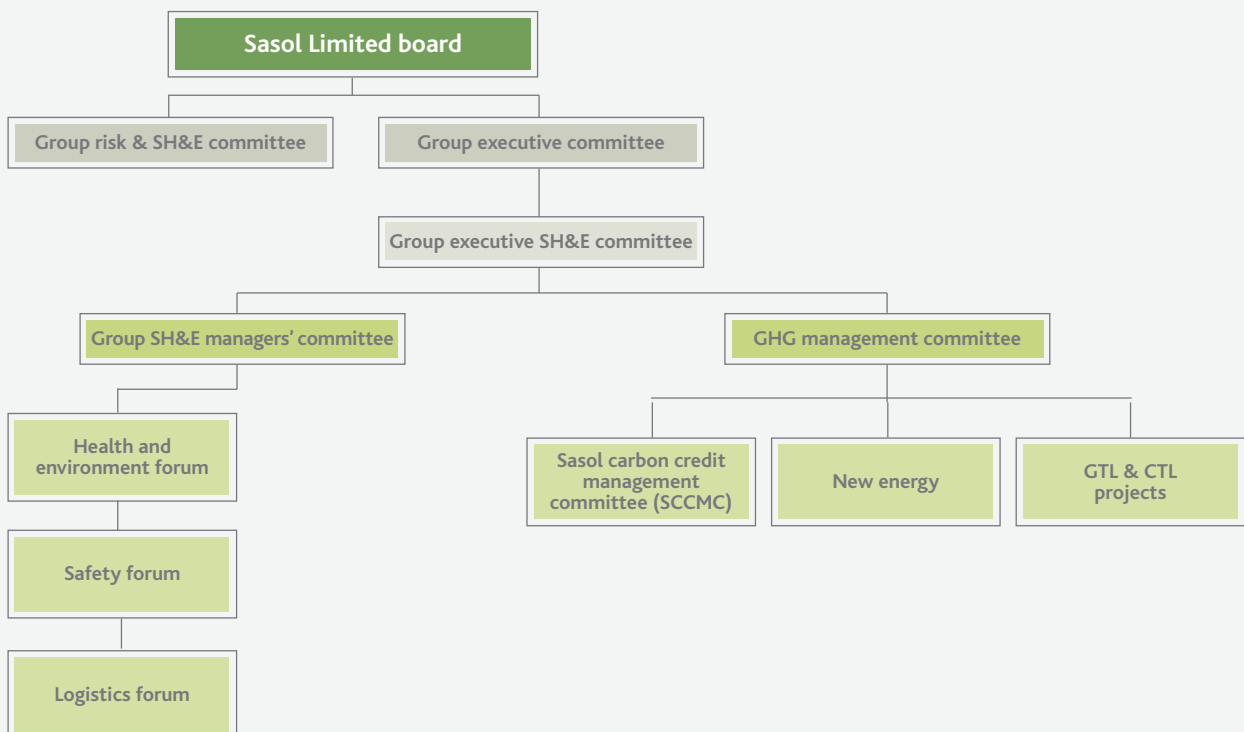 Sasol Limited board
Group risk & SH&E committee
Group executive committee
Group executive SH&E committee
Group SH&E managers’ committee
GHG management committee
Health and
environment forum
Sasol carbon credit
management
committee (SCCMC)
New energy
GTL & CTL
projects
Safety forum
Logistics forum